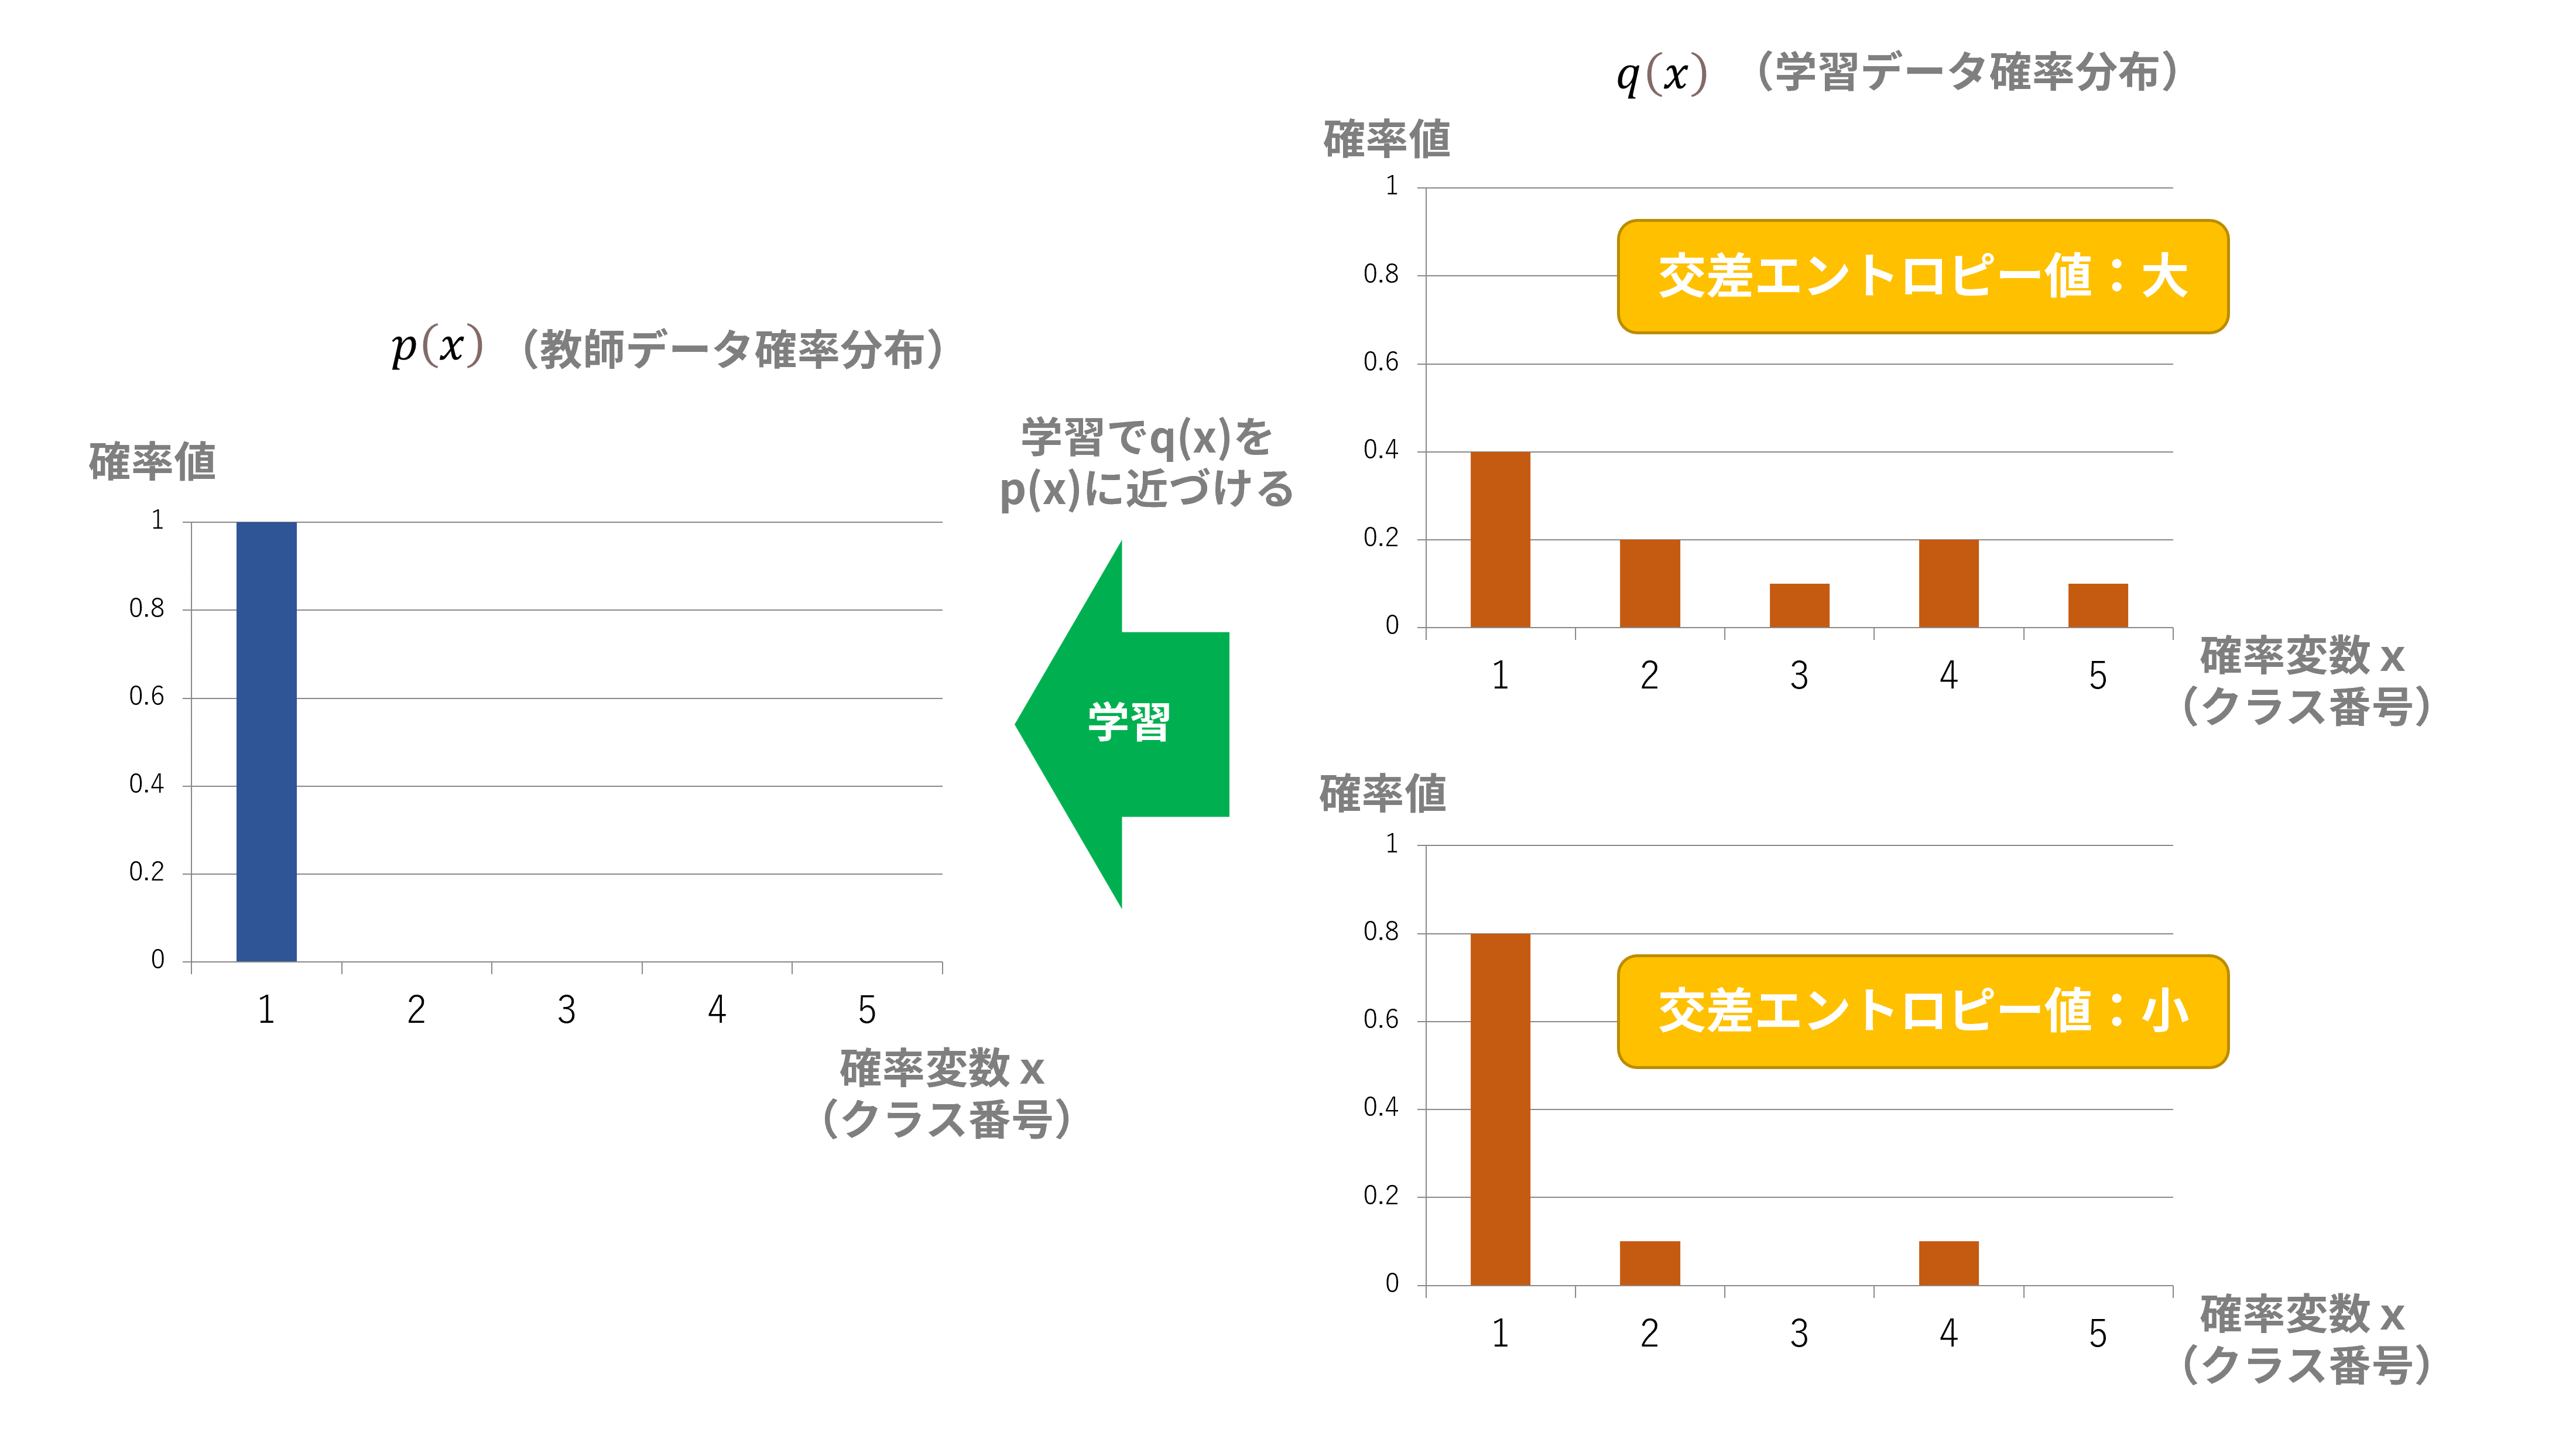 p(x) （教師データ確率分布）
確率値
1
0.8
0.6
0.4
0.2
0
1 2 3 4 5
確率変数 x
（クラス番号）
学習でq(x)を
p(x)に近づける
学習
q(x) （学習データ確率分布）
確率値
1
0.8
0.6
0.4
0.2
0
交差エントロピー値：大
1 2 3 4 5
確率変数 x
（クラス番号）
確率値
1
0.8
0.6
0.4
0.2
0
交差エントロピー値：小
1 2 3 4 5
確率変数 x
（クラス番号）